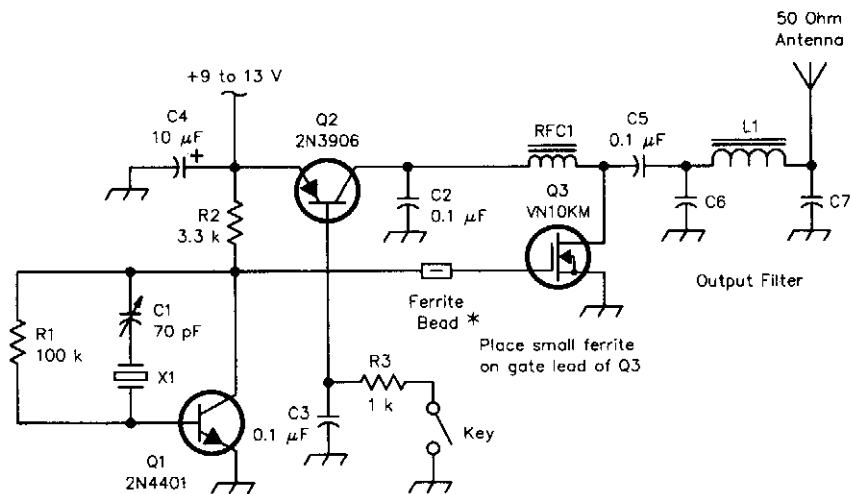 50 Ohm
Antenna
+9 to 13 V
C4
10 µF
+
Q2
2N3906
RFC1
C5
0.1 µF
L1
R2
3.3 k
C2
0.1 µF
Q3
VN10KM
C6
C7
Output Filter
C1
70 pF
Ferrite
Bead *
Place small ferrite
on gate lead of Q3
R1
100 k
X1
R3
1 k
C3
0.1 µF
Key
Q1
2N4401